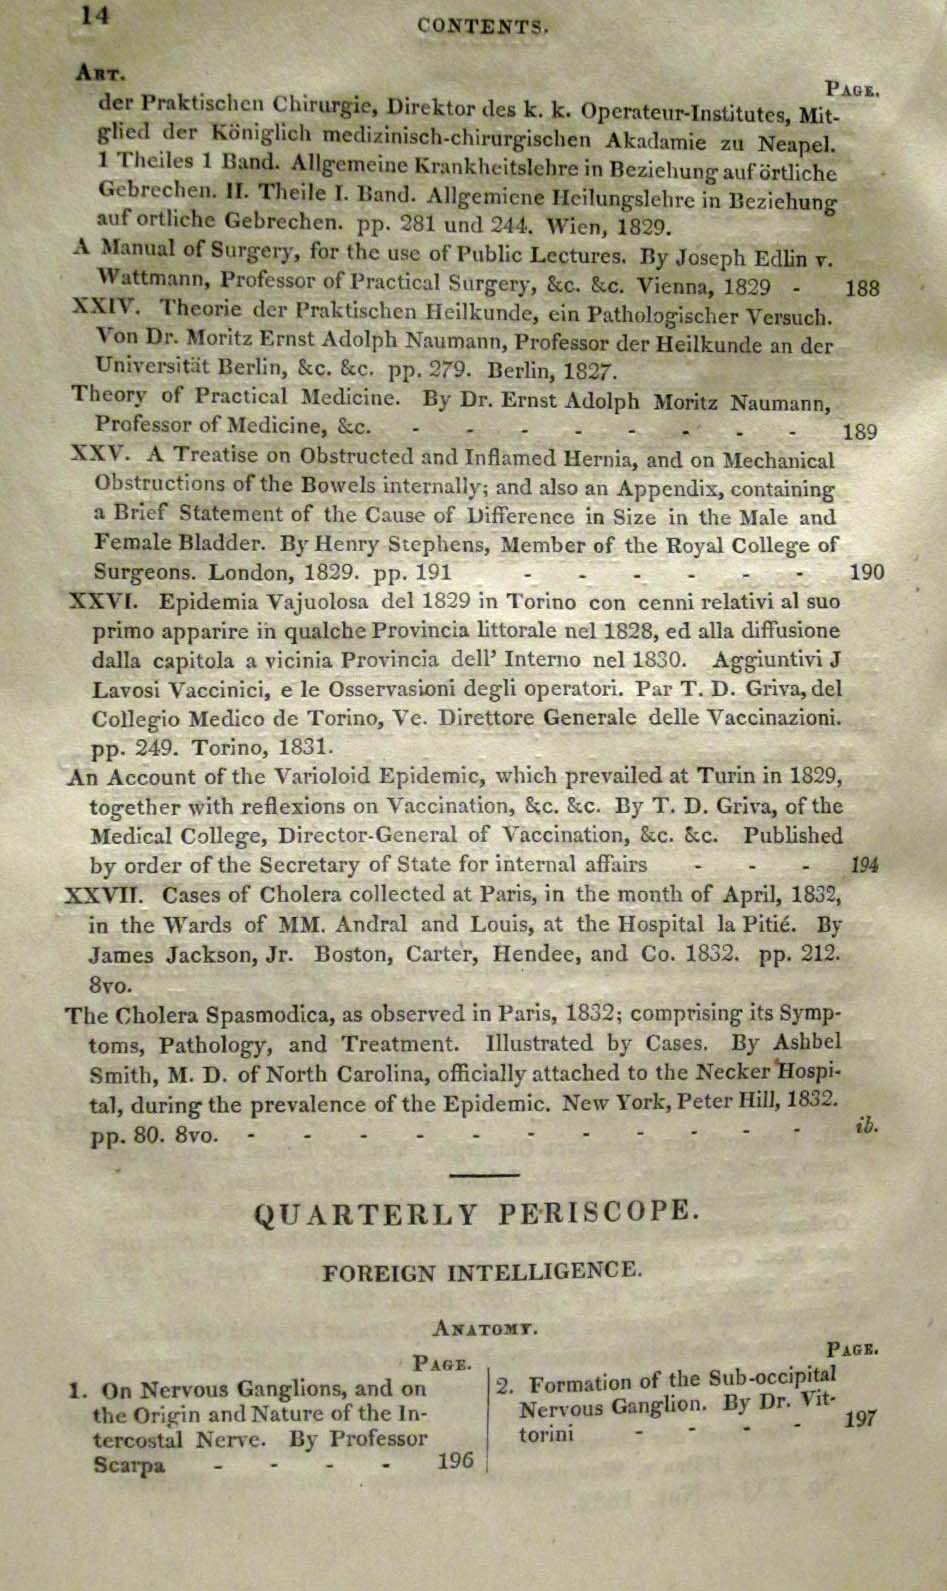 14
CONTENTS.
ART.
PAGE.
der Praktischen Chirurgie, Direktor des k. k. Operateur-Institutes, Mit-
glied der Königlich medizinisch-chirurgischen Akadamie zu Neapel.
1 Theiles 1 Band. Allgemeine Krankheitslehre in Beziehung auf örtliche
Gebrechen. II. Theile I. Band. Allgemiene Heilungslehre in Beziehung
auf ortliche Gebrechen. pp. 281 und 244. Wien, 1829.
A Manual of Surgery, for the use of Public Lectures. By Joseph Edlin v.
Wattmann, Professor of Practical Surgery, &c. &c. Vienna, 1829 - 188
XXIV. Theorie der Praktischen Heilkunde, ein Pathologischer Versuch.
Von Dr. Moritz Ernst Adolph Naumann, Professor der Heilkunde an der
Universität Berlin, &c. &c. pp. 279. Berlin, 1827.
Theory of Practical Medicine. By Dr. Ernst Adolph Moritz Naumann,
Professor of Medicine, &c. - - - - - - - - 189
XXV. A Treatise on Obstructed and Inflamed Hernia, and on Mechanical
Obstructions of the Bowels internally; and also an Appendix, containing
a Brief Statement of the Cause of Difference in Size in the Male and
Female Bladder. By Henry Stephens, Member of the Royal College of
Surgeons. London, 1829. pp. 191 - - - - - - 190
XXVI. Epidemia Vajuolosa del 1829 in Torino con cenni relativi al suo
primo apparire in qualche Provincia littorale nel 1828, ed alla diffusione
dalla capitola a vicinia Provincia dell' Interno nel 1830. Aggiuntivi J
Lavosi Vaccinici, e le Osservasioni degli operatori. Par T. D. Griva, del
Collegio Medico de Torino, Ve. Direttore Generale delle Vaccinazioni.
pp. 249. Torino, 1831.
An Account of the Varioloid Epidemic, which prevailed at Turin in 1829,
together with reflexions on Vaccination, &c. &c. By T. D. Griva, of the
Medical College, Director-General of Vaccination, &c. &c. Published
by order of the Secretary of State for internal affairs - - - 194
XXVII. Cases of Cholera collected at Paris, in the month of April, 1832,
in the Wards of MM. Andral and Louis, at the Hospital la Pitié. By
James Jackson, Jr. Boston, Carter, Hendee, and Co. 1832. pp. 212.
8vo.
The Cholera Spasmodica, as observed in Paris, 1832; comprising its Symp-
toms, Pathology, and Treatment. Illustrated by Cases. By Ashbel
Smith, M. D. of North Carolina, officially attached to the Necker Hospi-
tal, during the prevalence of the Epidemic. New York, Peter Hill, 1832.
pp. 80. 8vo. - - - - - - - - - - - ib.
QUARTERLY PERISCOPE.
FOREIGN INTELLIGENCE.
ANATOMY.
PAGE.
1. On Nervous Ganglions, and on
the Origin and Nature of the In-
tercostal Nerve. By Professor
Scarpa - - - - 196
PAGE.
2. Formation of the Sub-occipital
Nervous Ganglion. By Dr. Vit-
torini - - - - 197